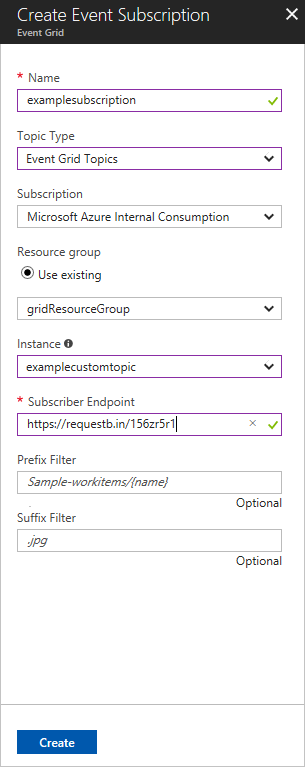 Create Event Subscription
Event Grid
* Name
examplesubscription
Topic Type
Event Grid Topics
Subscription
Microsoft Azure Internal Consumption
Resource group
Use existing
gridResourceGroup
Instance
examplecustomtopic
* Subscriber Endpoint
https://requestb.in/156zr5r1
Prefix Filter
Sample-workitems/{name}
Optional
Suffix Filter
.jpg
Optional
Create